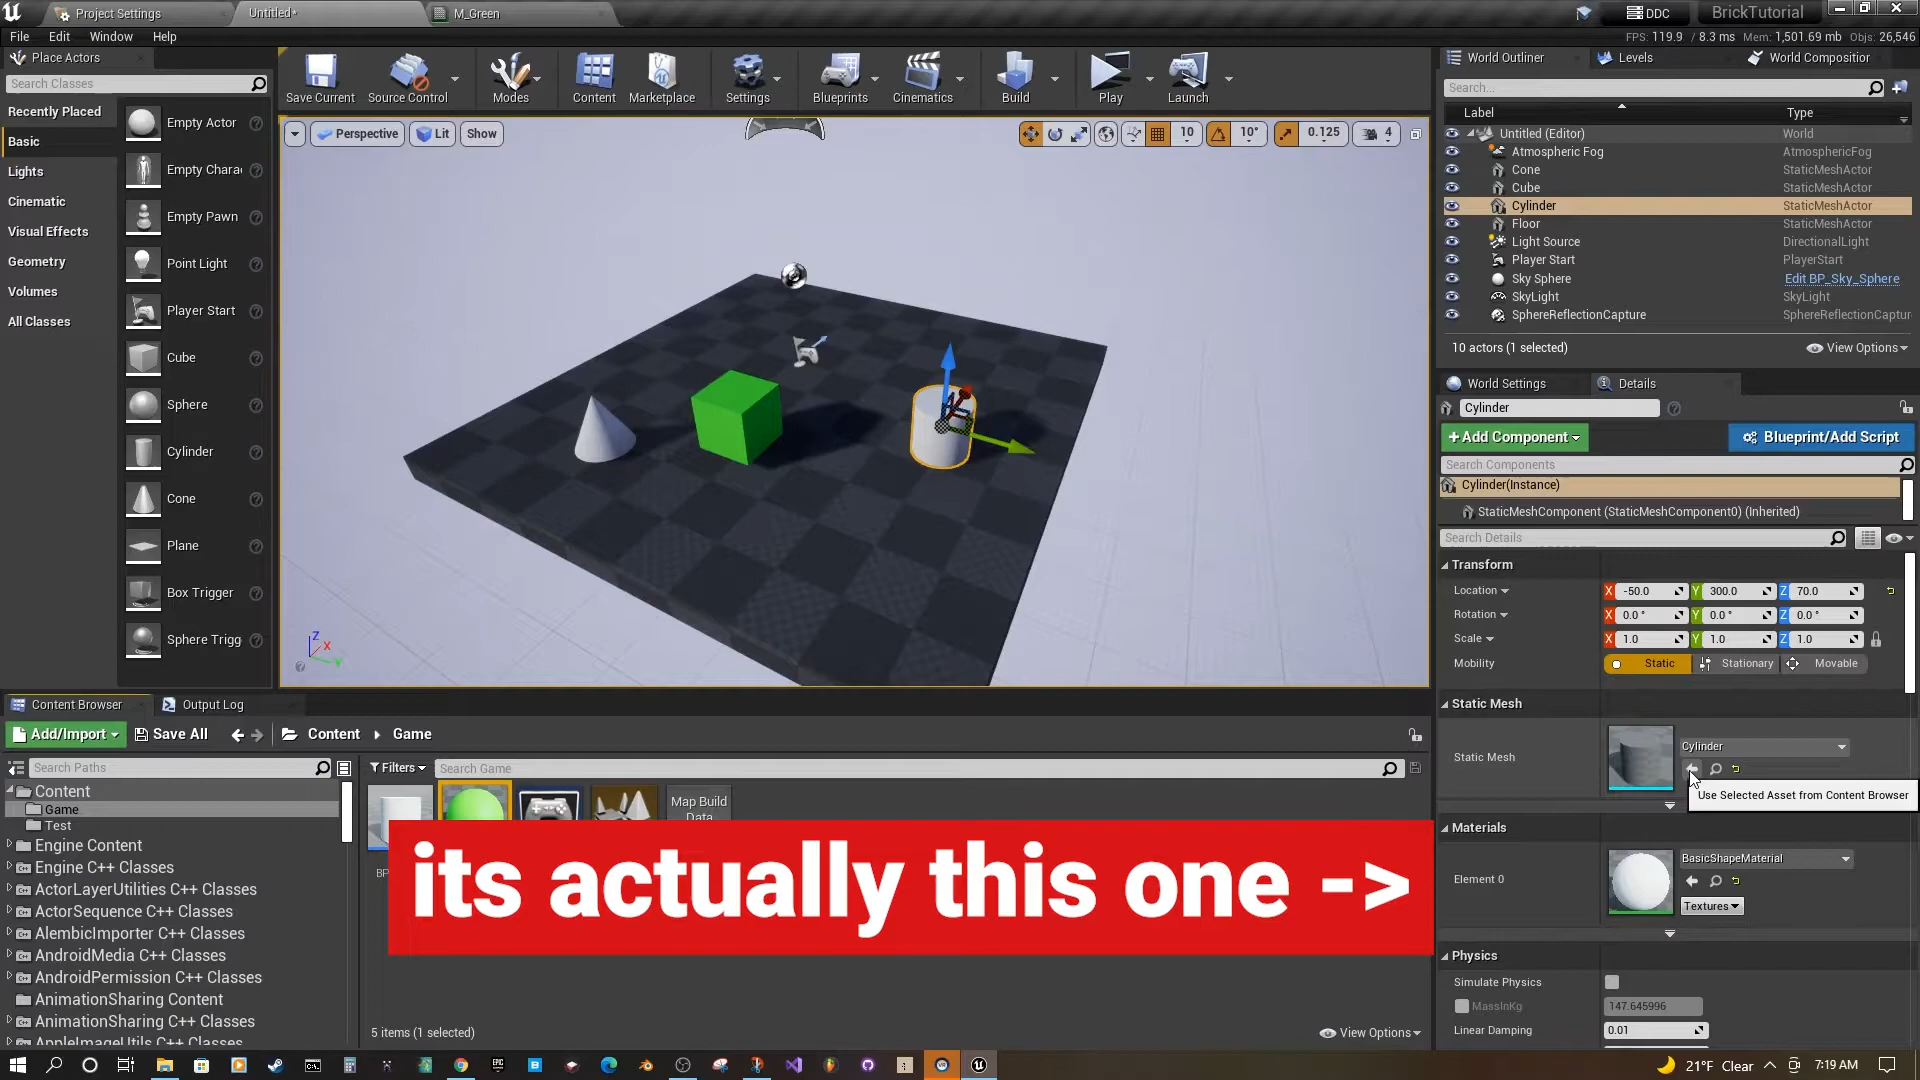 Project Settings
Untitled*
M_Green
DDC
BrickTutorial
File
Edit
Window
Help
FPS: 119.9 / 8.3 ms Mem: 1,501.69 mb Objs: 26,546
Place Actors
Search Classes
Recently Placed
Basic
Lights
Cinematic
Visual Effects
Geometry
Volumes
All Classes
Empty Actor
Empty Chara
Empty Pawn
Point Light
Player Start
Cube
Sphere
Cylinder
Cone
Plane
Box Trigger
Sphere Trigg
Save Current
Source Control
Modes
Content
Marketplace
Settings
Blueprints
Cinematics
Build
Play
Launch
Perspective
Lit
Show
10
10°
0.125
4
Z
X
Y
World Outliner
Levels
World Compositior
Search...
Label
Type
Untitled (Editor)
World
Atmospheric Fog
AtmosphericFog
Cone
StaticMeshActor
Cube
StaticMeshActor
Cylinder
StaticMeshActor
Floor
StaticMeshActor
Light Source
DirectionalLight
Player Start
PlayerStart
Sky Sphere
Edit BP_Sky_Sphere
SkyLight
SkyLight
SphereReflectionCapture
SphereReflectionCaptur
10 actors (1 selected)
View Options
World Settings
Details
Cylinder
+Add Component
Blueprint/Add Script
Search Components
Cylinder(Instance)
StaticMeshComponent (StaticMeshComponent0) (Inherited)
Search Details
Transform
Location
X -50.0 Y 300.0 Z 70.0
Rotation
X 0.0° Y 0.0° Z 0.0°
Scale
X 1.0 Y 1.0 Z 1.0
Mobility
Static
Stationary
Movable
Static Mesh
Static Mesh
Cylinder
Use Selected Asset from Content Browser
Materials
Element 0
BasicShapeMaterial
Textures
Physics
Simulate Physics
MassInKg
147.645996
Linear Damping
0.01
Content Browser
Output Log
Add/Import
Save All
Content
Game
Search Paths
Filters
Search Game
Content
Game
Test
Engine Content
Engine C++ Classes
ActorLayerUtilities C++ Classes
ActorSequence C++ Classes
AlembicImporter C++ Classes
AndroidMedia C++ Classes
AndroidPermission C++ Classes
AnimationSharing Content
AnimationSharing C++ Classes
AppleImageUtils C++ Classes
Map Build
Data
BP
its actually this one ->
5 items (1 selected)
View Options
21°F Clear
7:19 AM